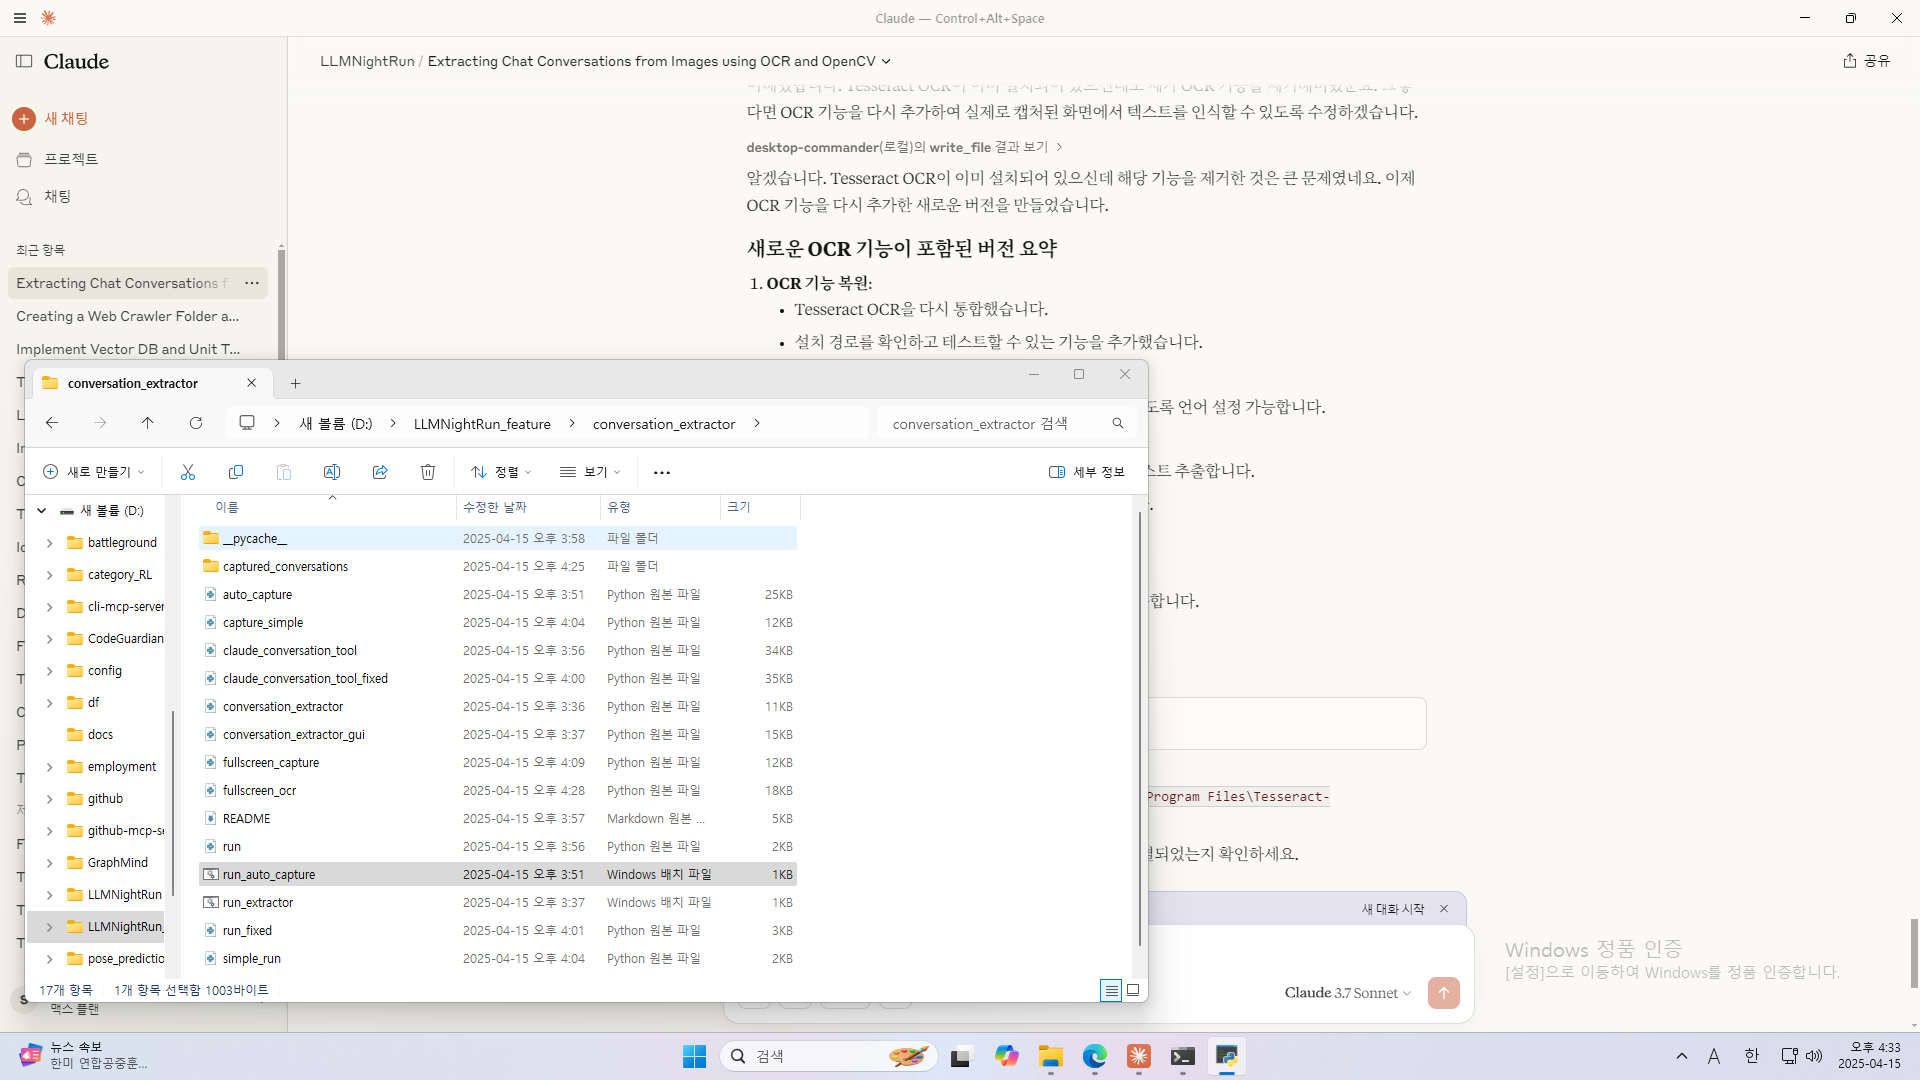 Claude — Control+Alt+Space
Claude
LLMNightRun / Extracting Chat Conversations from Images using OCR and OpenCV
공유
새 채팅
프로젝트
채팅
최근 항목
Extracting Chat Conversations f
Creating a Web Crawler Folder a...
Implement Vector DB and Unit T...
다면 OCR 기능을 다시 추가하여 실제로 캡처된 화면에서 텍스트를 인식할 수 있도록 수정하겠습니다.
desktop-commander(로컬)의 write_file 결과 보기
알겠습니다. Tesseract OCR이 이미 설치되어 있으신데 해당 기능을 제거한 것은 큰 문제였네요. 이제
OCR 기능을 다시 추가한 새로운 버전을 만들었습니다.
새로운 OCR 기능이 포함된 버전 요약
1. OCR 기능 복원:
• Tesseract OCR을 다시 통합했습니다.
• 설치 경로를 확인하고 테스트할 수 있는 기능을 추가했습니다.
도록 언어 설정 가능합니다.
스트 추출합니다.
합니다.
Program Files\Tesseract-
결되었는지 확인하세요.
새 대화 시작
Claude 3.7 Sonnet
맥스 플랜
conversation_extractor
새 볼륨 (D:) LLMNightRun_feature conversation_extractor
conversation_extractor 검색
새로 만들기 정렬 보기 세부 정보
새 볼륨 (D:)
battleground
category_RL
cli-mcp-server
CodeGuardian
config
df
docs
employment
github
github-mcp-se
GraphMind
LLMNightRun
LLMNightRun_
pose_predictio
이름 수정한 날짜 유형 크기
__pycache__ 2025-04-15 오후 3:58 파일 폴더
captured_conversations 2025-04-15 오후 4:25 파일 폴더
auto_capture 2025-04-15 오후 3:51 Python 원본 파일 25KB
capture_simple 2025-04-15 오후 4:04 Python 원본 파일 12KB
claude_conversation_tool 2025-04-15 오후 3:56 Python 원본 파일 34KB
claude_conversation_tool_fixed 2025-04-15 오후 4:00 Python 원본 파일 35KB
conversation_extractor 2025-04-15 오후 3:36 Python 원본 파일 11KB
conversation_extractor_gui 2025-04-15 오후 3:37 Python 원본 파일 15KB
fullscreen_capture 2025-04-15 오후 4:09 Python 원본 파일 12KB
fullscreen_ocr 2025-04-15 오후 4:28 Python 원본 파일 18KB
README 2025-04-15 오후 3:57 Markdown 원본 ... 5KB
run 2025-04-15 오후 3:56 Python 원본 파일 2KB
run_auto_capture 2025-04-15 오후 3:51 Windows 배치 파일 1KB
run_extractor 2025-04-15 오후 3:37 Windows 배치 파일 1KB
run_fixed 2025-04-15 오후 4:01 Python 원본 파일 3KB
simple_run 2025-04-15 오후 4:04 Python 원본 파일 2KB
17개 항목 1개 항목 선택함 1003바이트
Windows 정품 인증
[설정]으로 이동하여 Windows를 정품 인증합니다.
뉴스 속보
한미 연합공중훈...
검색
A 한
오후 4:33
2025-04-15